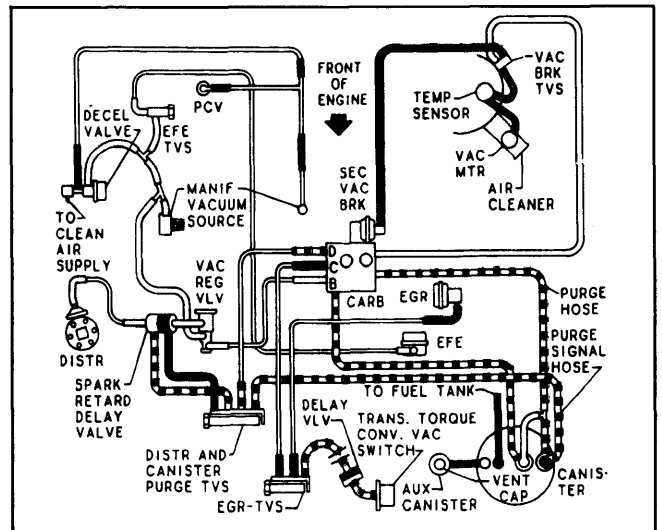 DECEL
VALVE
EFE
TVS
PCV
FRONT
OF
ENGINE
VAC
BRK
TVS
TEMP
SENSOR
VAC
MTR
AIR
CLEANER
SEC
VAC
BRK
TO
CLEAN
AIR
SUPPLY
MANIF
VACUUM
SOURCE
VAC
REG
VLV
D
C
B
CARB
EGR
EFE
PURGE
HOSE
PURGE
SIGNAL
HOSE
DISTR
SPARK
RETARD
DELAY
VALVE
DISTR AND
CANISTER
PURGE TVS
EGR-TVS
DELAY
VLV
TRANS. TORQUE
CONV. VAC
SWITCH
TO FUEL TANK
AUX
CANISTER
VENT
CAP
CANIS-
TER